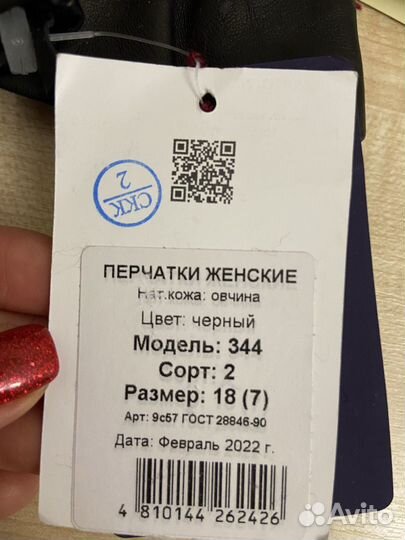 СКК
2
ПЕРЧАТКИ ЖЕНСКИЕ
Нат.кожа: овчина
Цвет: черный
Модель: 344
Сорт: 2
Размер: 18 (7)
Арт: 9с57 ГОСТ 28846-90
Дата: Февраль 2022 г.
4 810144 262426
Avito